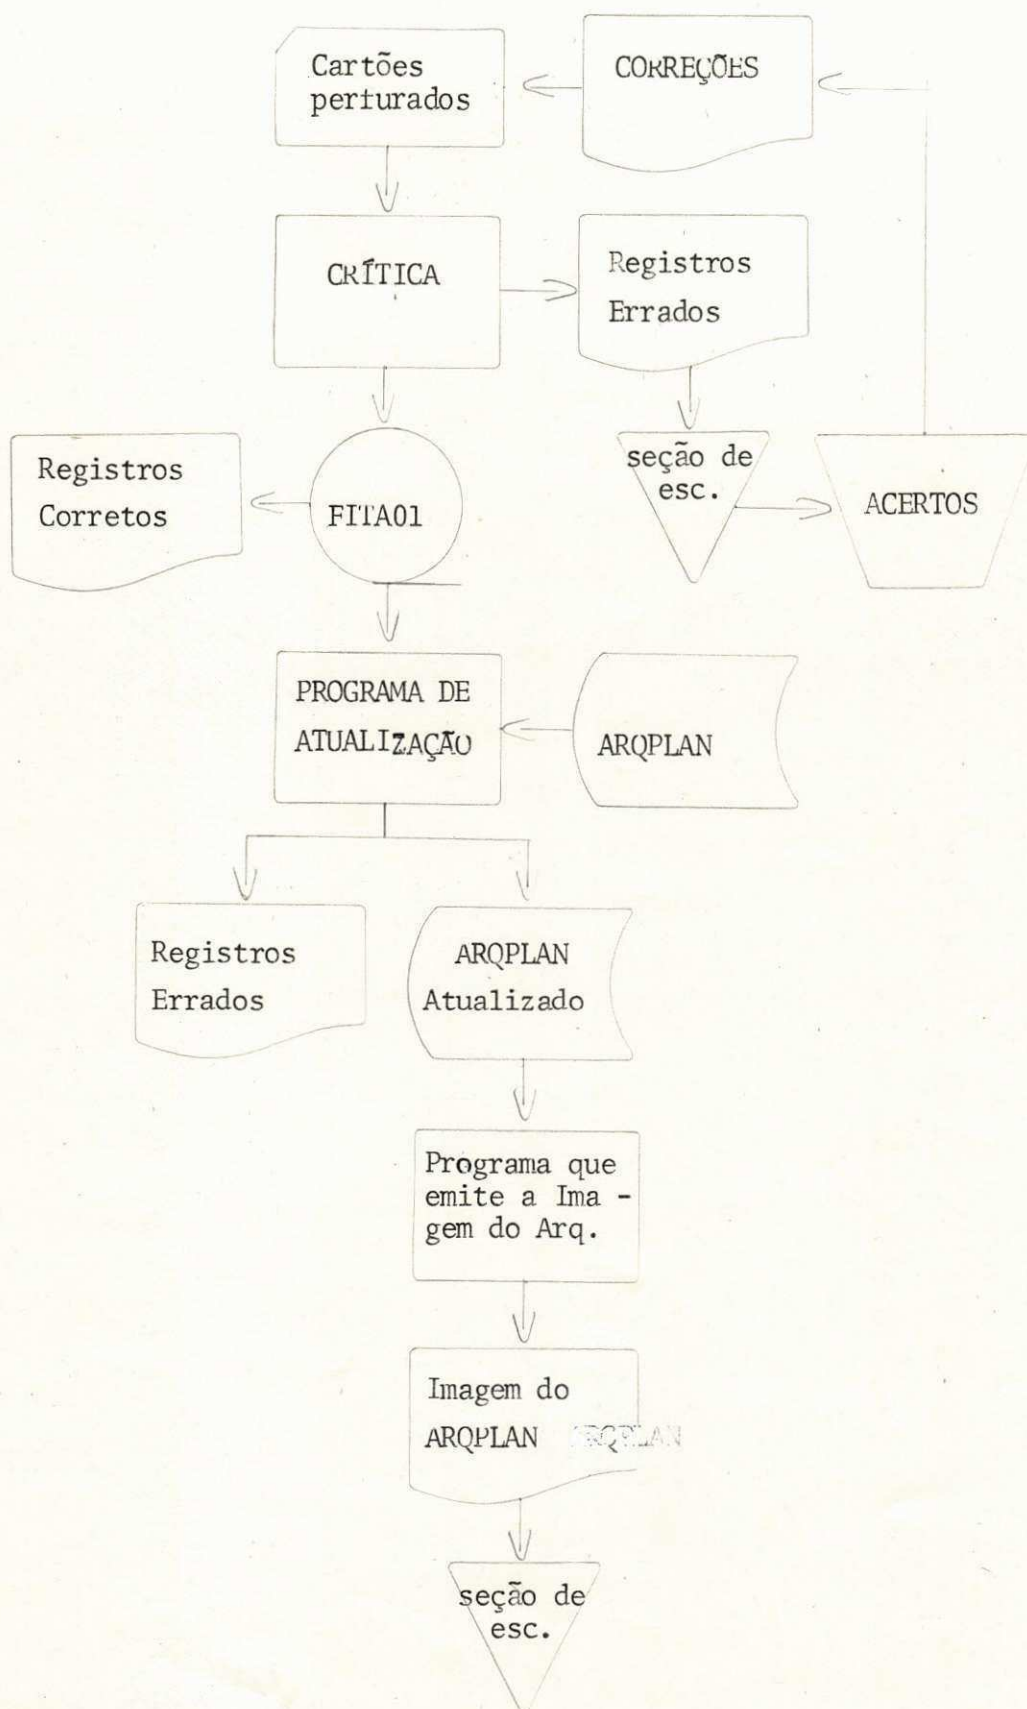 Cartões
perfurados
CORREÇÕES
CRÍTICA
Registros
Errados
Registros
Corretos
FITA01
seção de
esc.
ACERTOS
PROGRAMA DE
ATUALIZAÇÃO
ARQPLAN
Registros
Errados
ARQPLAN
Atualizado
Programa que
emite a Ima -
gem do Arq.
Imagem do
ARQPLAN ARQPLAN
seção de
esc.